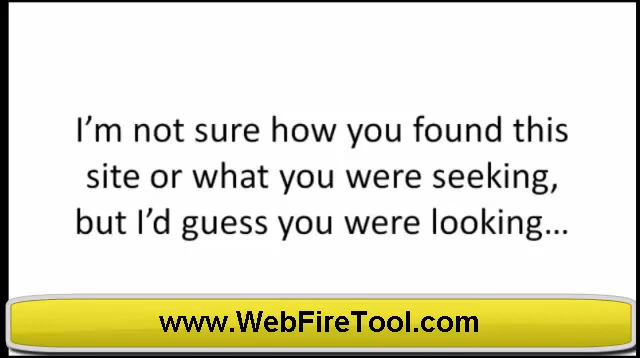 I'm not sure how you found this
site or what you were seeking,
but I'd guess you were looking…
www.WebFireTool.com